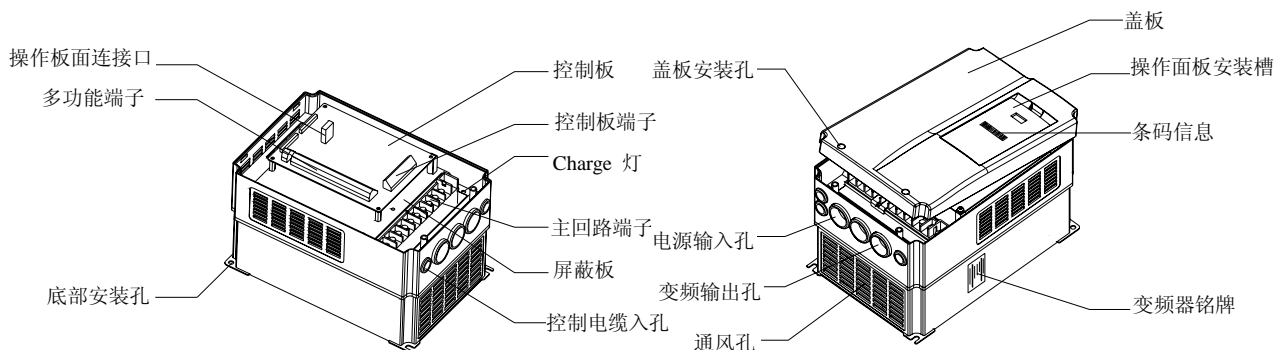 操作板面连接口
多功能端子
底部安装孔
控制板
控制板端子
Charge 灯
主回路端子
屏蔽板
控制电缆入孔
盖板安装孔
电源输入孔
变频输出孔
通风孔
盖板
操作面板安装槽
条码信息
变频器铭牌